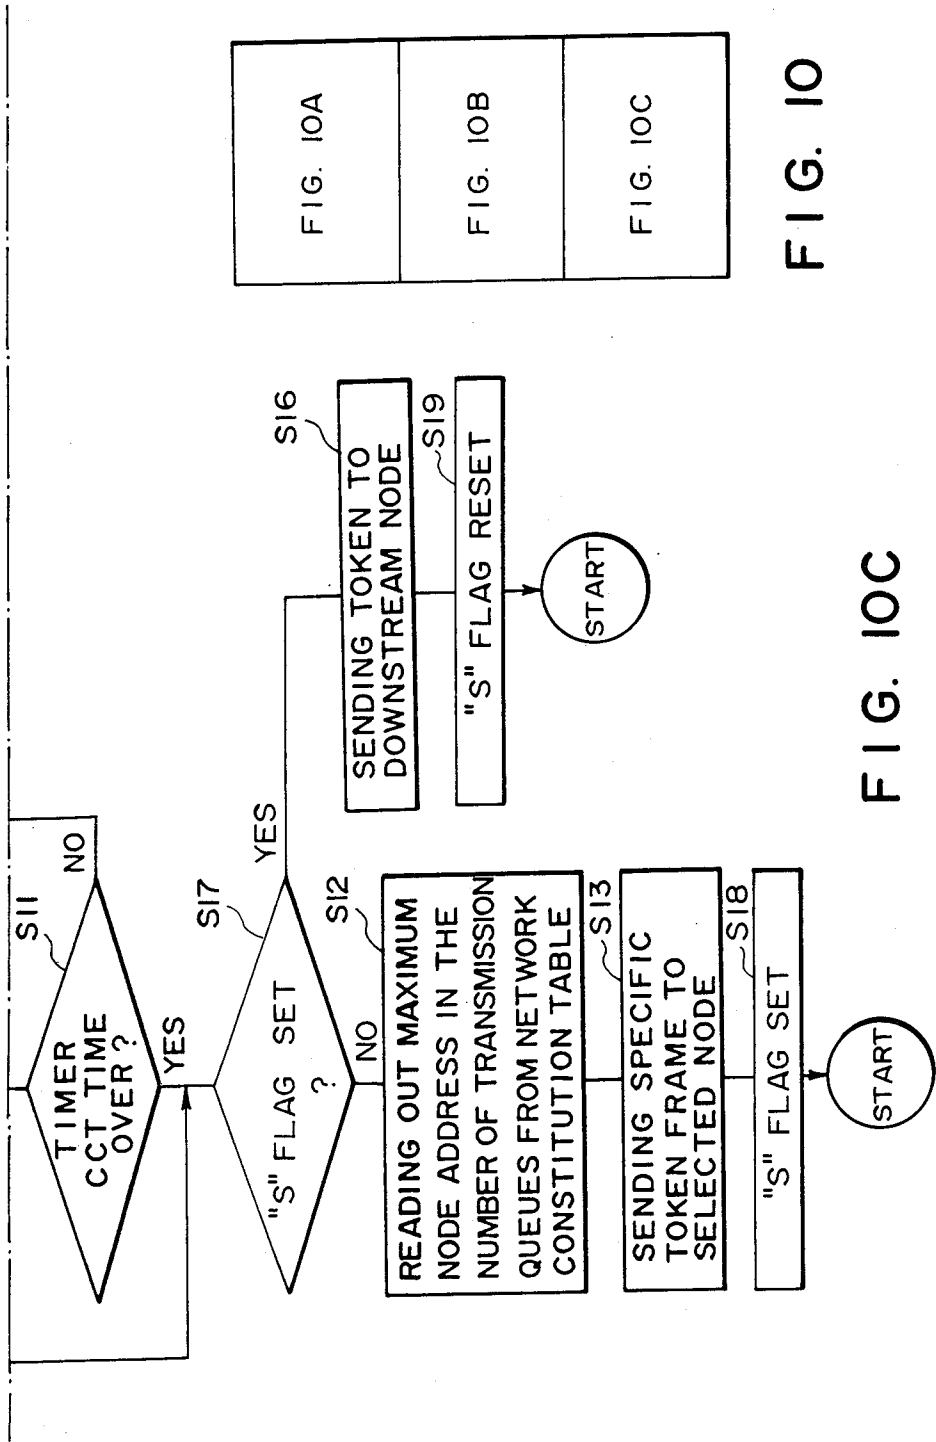 S11
TIMER
CCT TIME
OVER?
NO
YES
S17
"S" FLAG SET
?
YES
NO
S12
READING OUT MAXIMUM
NODE ADDRESS IN THE
NUMBER OF TRANSMISSION
QUEUES FROM NETWORK
CONSTITUTION TABLE
S13
SENDING SPECIFIC
TOKEN FRAME TO
SELECTED NODE
S18
"S" FLAG SET
START
S16
SENDING TOKEN TO
DOWNSTREAM NODE
S19
"S" FLAG RESET
START
FIG. 10C
FIG. 10A
FIG. 10B
FIG. 10C
FIG. 10